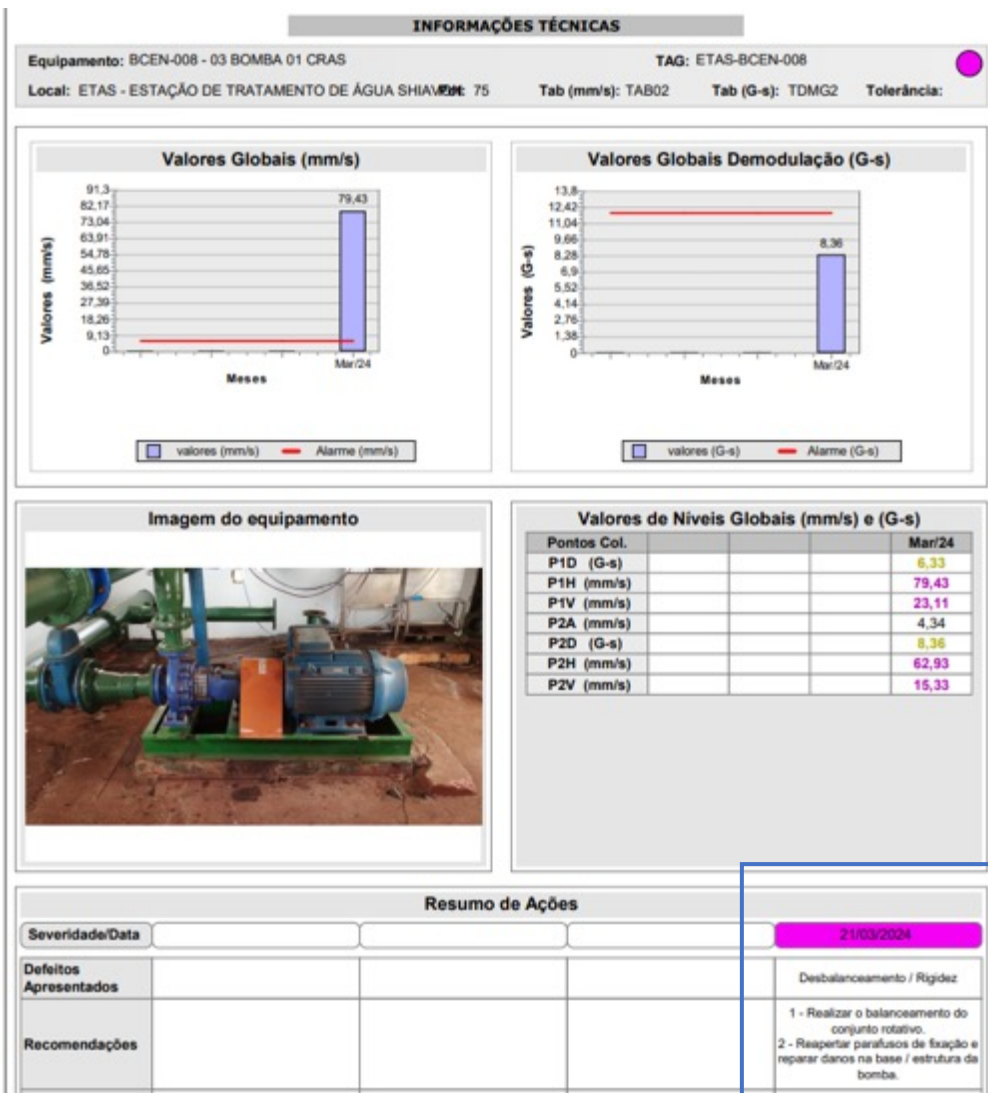 INFORMAÇÕES TÉCNICAS
Equipamento: BCEN-008 - 03 BOMBA 01 CRAS TAG: ETAS-BCEN-008
Local: ETAS - ESTAÇÃO DE TRATAMENTO DE ÁGUA 75 Tab (mm/s): TAB02 Tab (G-s): TDMG2 Tolerância:
Valores Globais (mm/s)
91,3
82,17
73,04
63,91
54,78
45,65
36,52
27,39
18,26
9,13
0
79,43
Valores (mm/s)
Mar/24
Meses
valores (mm/s) Alarme (mm/s)
Valores Globais Demodulação (G-s)
13,8
12,42
11,04
9,66
8,28
6,9
5,52
4,14
2,76
1,38
0
8,36
Valores (G-s)
Mar/24
Meses
valores (G-s) Alarme (G-s)
Imagem do equipamento
Valores de Níveis Globais (mm/s) e (G-s)
Pontos Col. Mar/24
P1D (G-s) 6,33
P1H (mm/s) 79,43
P1V (mm/s) 23,11
P2A (mm/s) 4,34
P2D (G-s) 8,36
P2H (mm/s) 62,93
P2V (mm/s) 15,33
Resumo de Ações
Severidade/Data 21/03/2024
Defeitos
Apresentados
Desbalanceamento / Rigidez
Recomendações
1 - Realizar o balanceamento do
conjunto rotativo.
2 - Reapertar parafusos de fixação e
reparar danos na base / estrutura da
bomba.